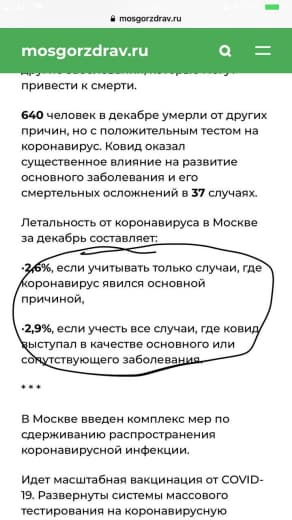 mosgorzdrav.ru
mosgorzdrav.ru
привести к смерти.
640 человек в декабре умерли от других
причин, но с положительным тестом на
коронавирус. Ковид оказал
существенное влияние на развитие
основного заболевания и его
смертельных осложнений в 37 случаях.
Летальность от коронавируса в Москве
за декабрь составляет:
·2,6%, если учитывать только случаи, где
коронавирус явился основной
причиной,
·2,9%, если учесть все случаи, где ковид
выступал в качестве основного или
сопутствующего заболевания.
***
В Москве введен комплекс мер по
сдерживанию распространения
коронавирусной инфекции.
Идет масштабная вакцинация от COVID-
19. Развернуты системы массового
тестирования на коронавирусную